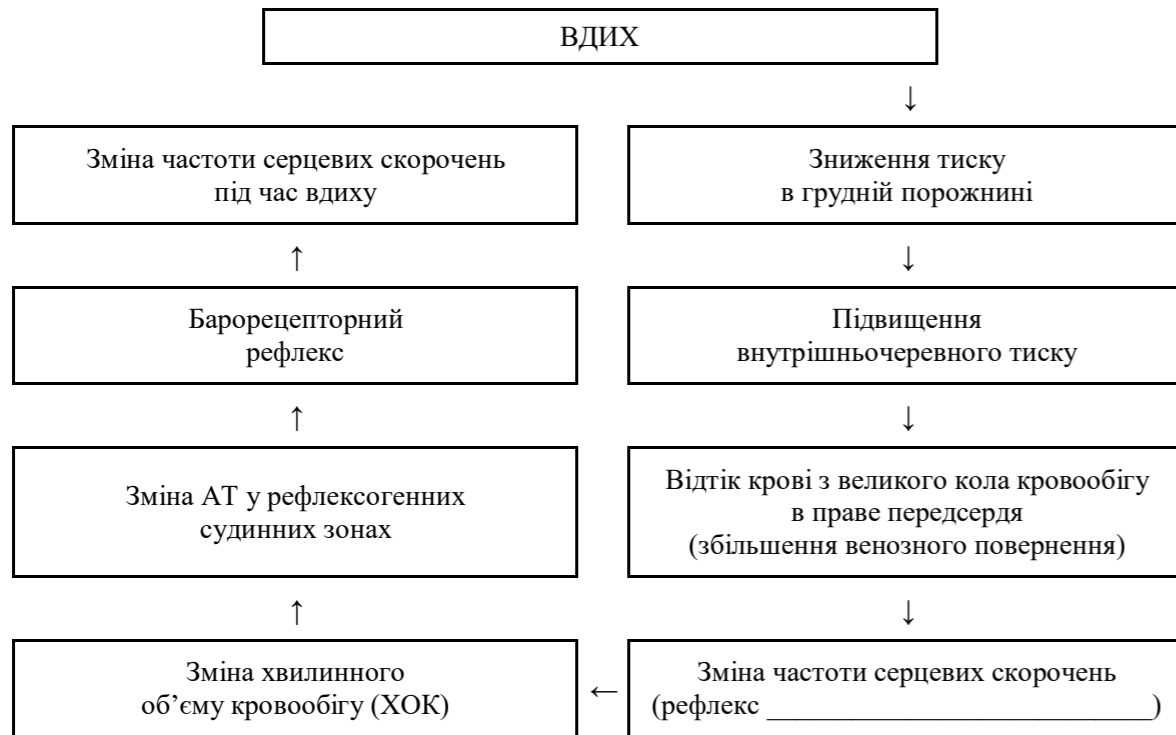 ВДИХ
↓
Зміна частоти серцевих скорочень
під час вдиху
Зниження тиску
в грудній порожнині
↑
↓
Барорецепторний
рефлекс
Підвищення
внутрішньочеревного тиску
↑
↓
Зміна АТ у рефлексогенних
судинних зонах
Відтік крові з великого кола кровообігу
в праве передсердя
(збільшення венозного повернення)
↑
↓
Зміна хвилинного
об’єму кровообігу (ХОК)
←
Зміна частоти серцевих скорочень
(рефлекс ___________________________)